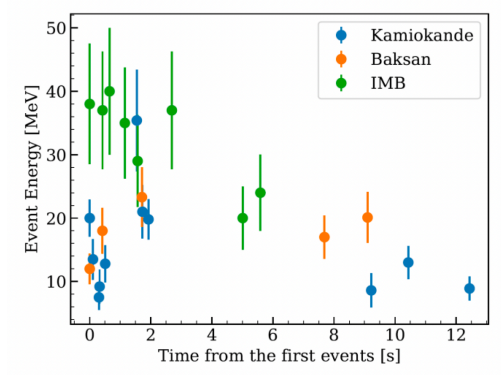 50
40
30
20
10
Event Energy [MeV]
Kamiokande
Baksan
IMB
0
2
4
6
8
10
12
Time from the first events [s]